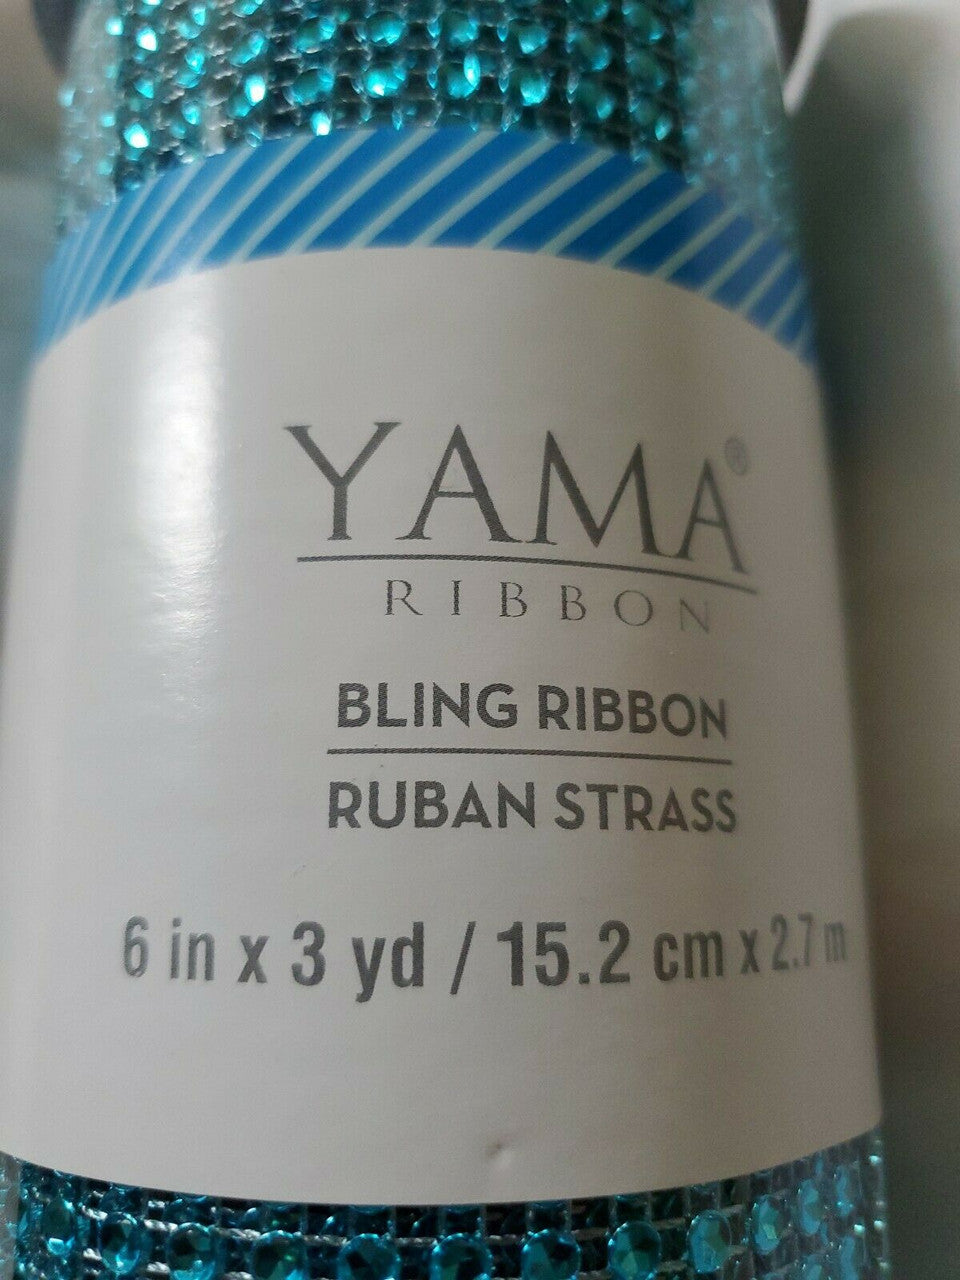 YAMA®
RIBBON
BLING RIBBON
RUBAN STRASS
6 in x 3 yd / 15.2 cm x 2.7 m